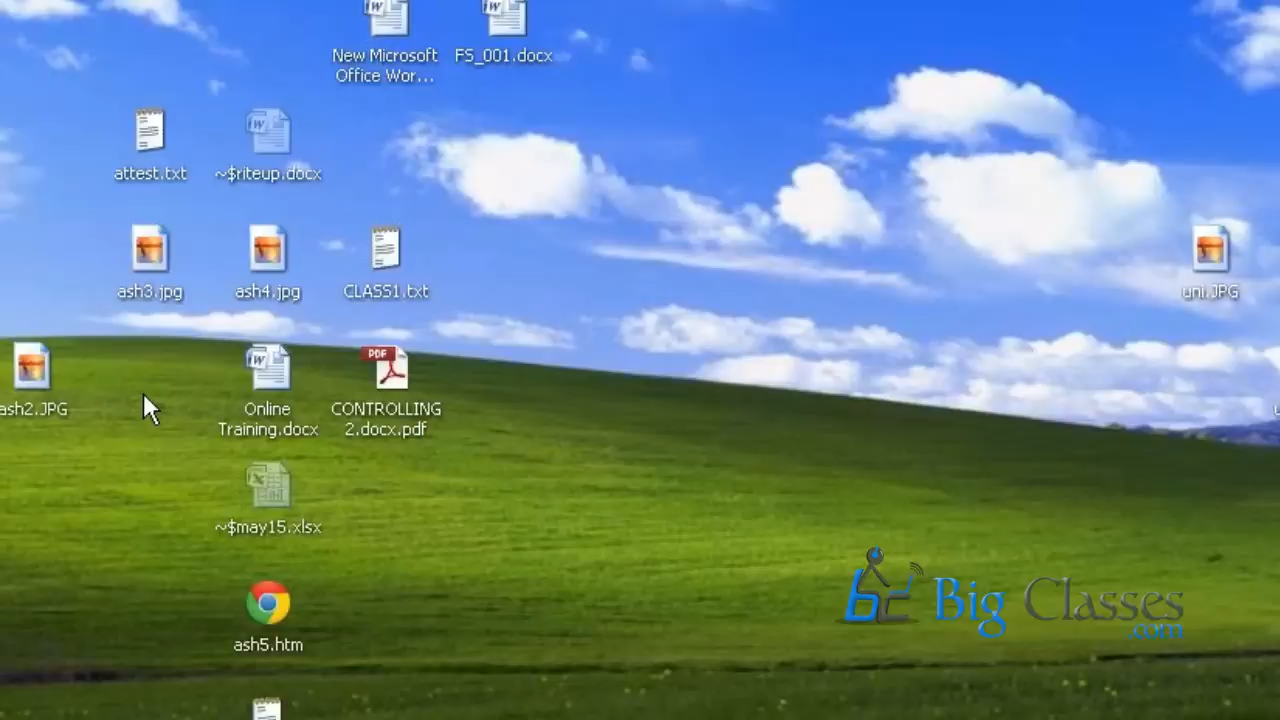 New Microsoft
Office Wor...
FS_001.docx
attest.txt
~$riteup.docx
ash3.jpg
ash4.jpg
CLASS1.txt
uni.JPG
ash2.JPG
Online
Training.docx
CONTROLLING
2.docx.pdf
~$may15.xlsx
ash5.htm
bc Big Classes
.com